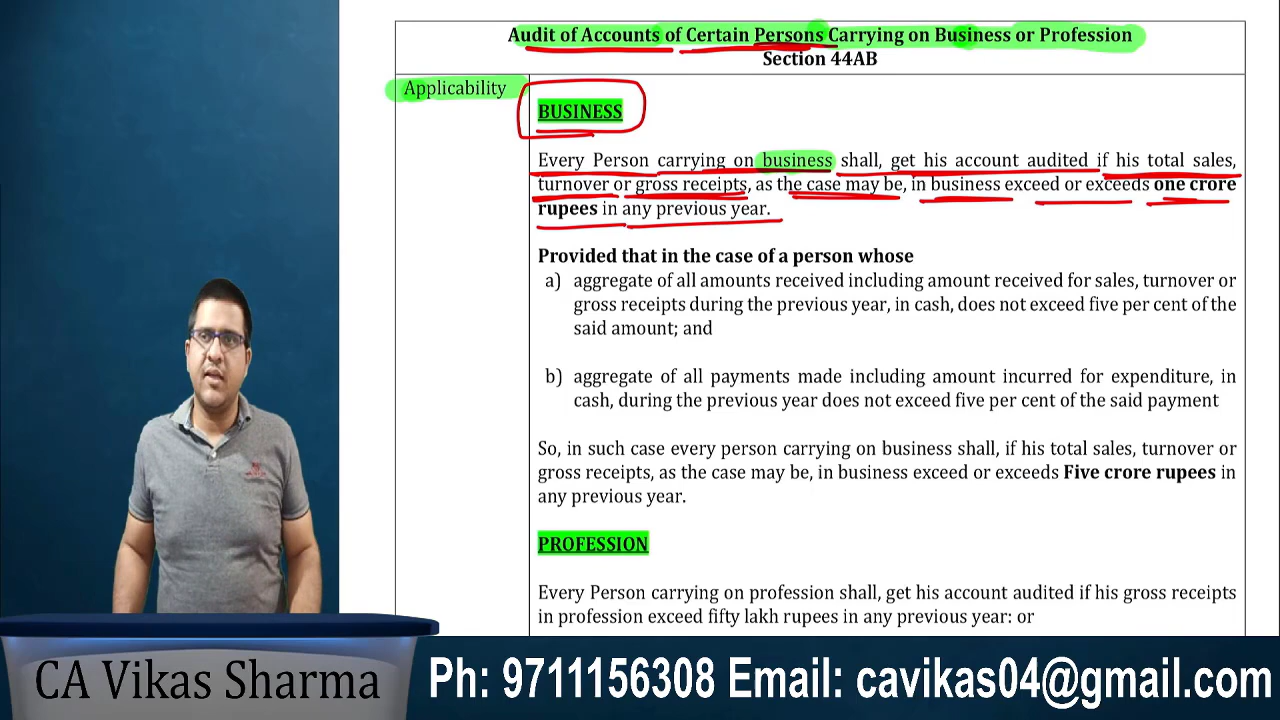 Audit of Accounts of Certain Persons Carrying on Business or Profession
Section 44AB
Applicability
BUSINESS
Every Person carrying on business shall, get his account audited if his total sales,
turnover or gross receipts, as the case may be, in business exceed or exceeds one crore
rupees in any previous year.
Provided that in the case of a person whose
a) aggregate of all amounts received including amount received for sales, turnover or
gross receipts during the previous year, in cash, does not exceed five per cent of the
said amount; and
b) aggregate of all payments made including amount incurred for expenditure, in
cash, during the previous year does not exceed five per cent of the said payment
So, in such case every person carrying on business shall, if his total sales, turnover or
gross receipts, as the case may be, in business exceed or exceeds Five crore rupees in
any previous year.
PROFESSION
Every Person carrying on profession shall, get his account audited if his gross receipts
in profession exceed fifty lakh rupees in any previous year: or
CA Vikas Sharma
Ph: 9711156308 Email: cavikas04@gmail.com